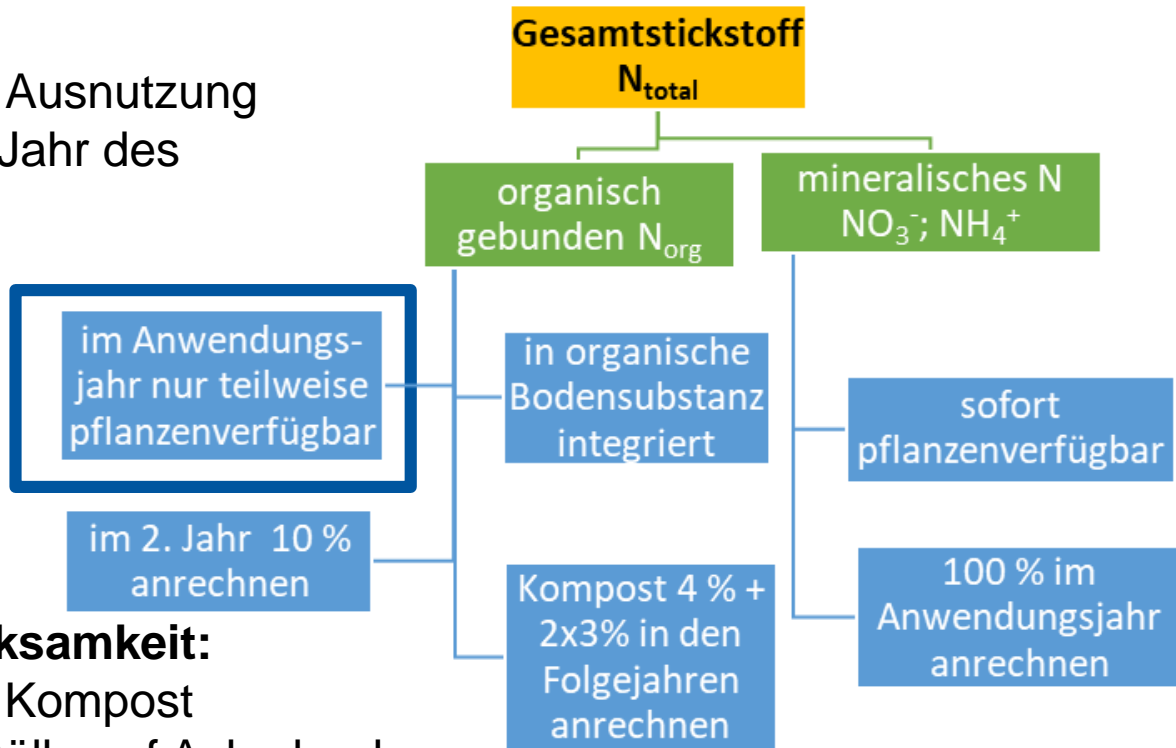 Ausnutzung
Jahr des
Gesamtstickstoff
N_total
organisch
gebunden N_org
mineralisches N
NO₃⁻; NH₄⁺
im Anwendungs-
jahr nur teilweise
pflanzenverfügbar
in organische
Bodensubstanz
integriert
sofort
pflanzenverfügbar
im 2. Jahr 10 %
anrechnen
Kompost 4 % +
2x3% in den
Folgejahren
anrechnen
100 % im
Anwendungsjahr
anrechnen
ksamkeit:
Kompost